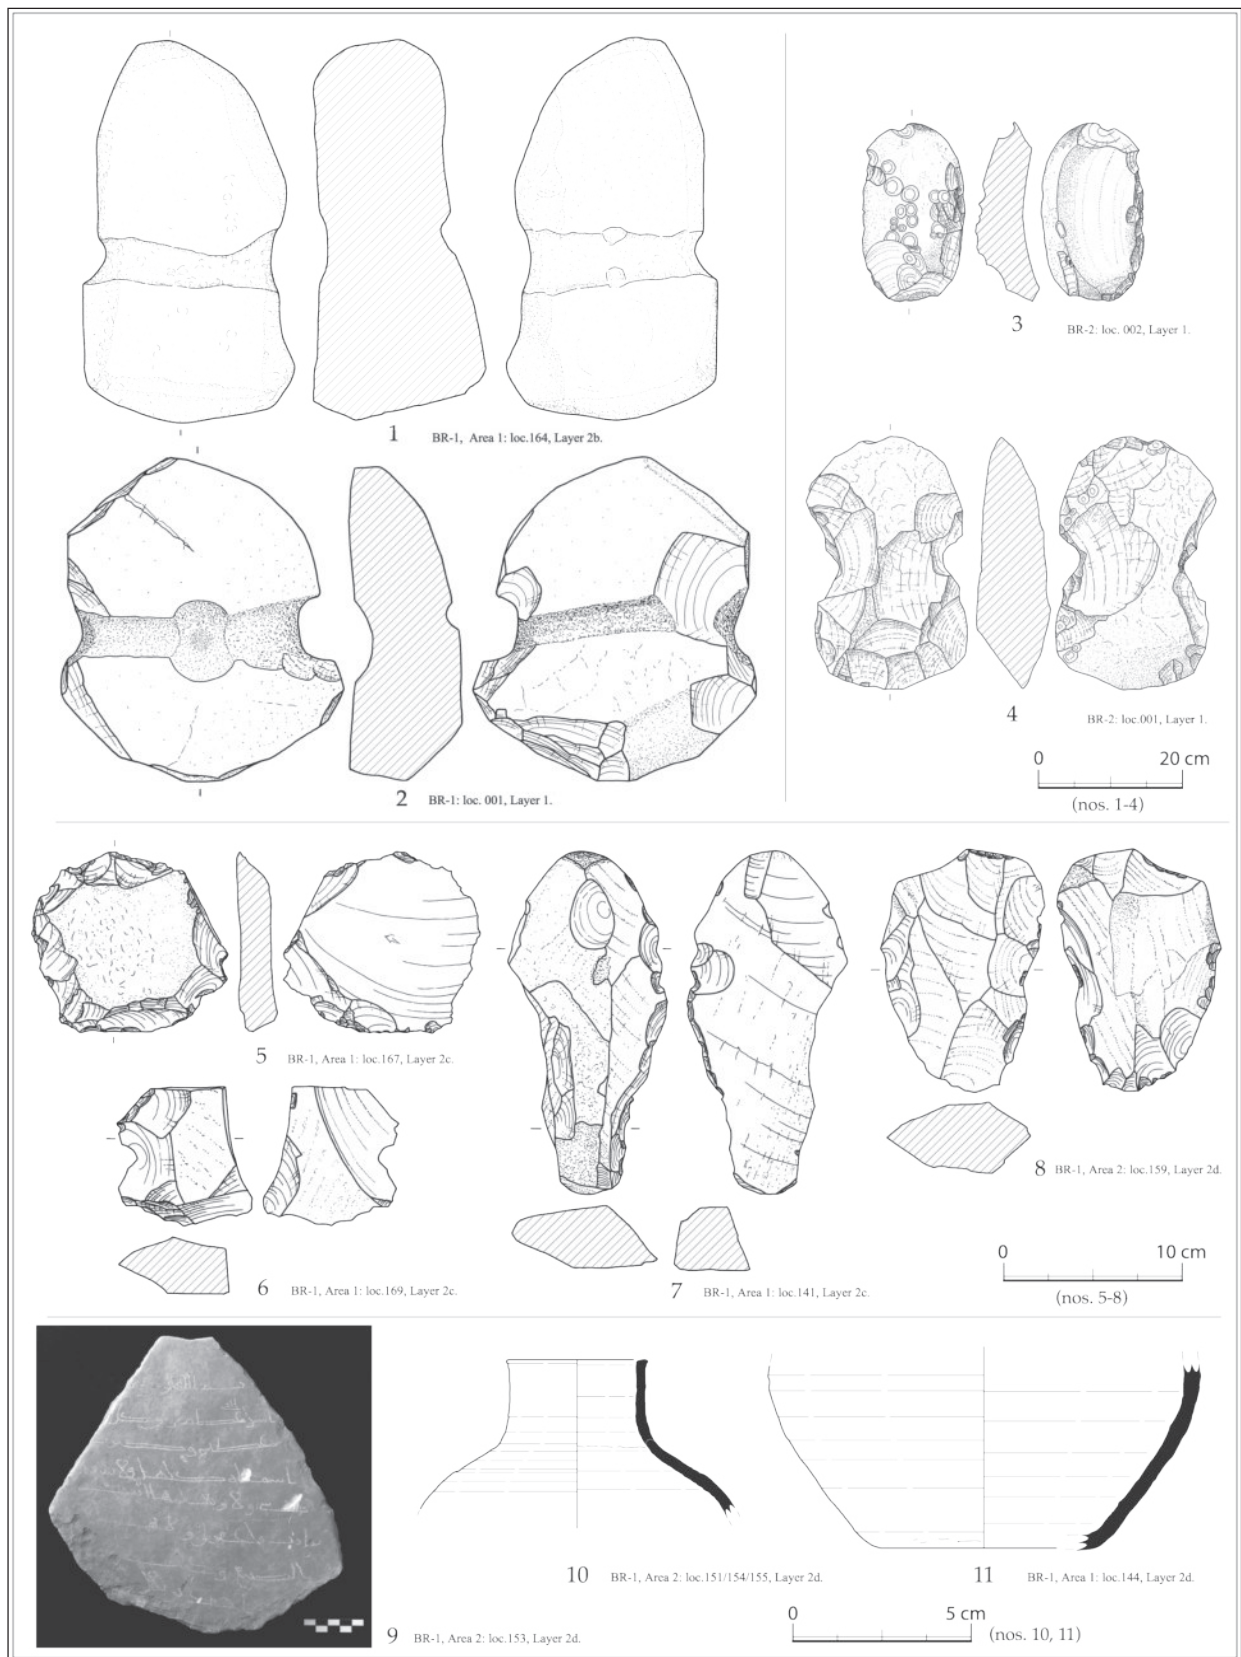 1 BR-1, Area 1: loc.164, Layer 2b.
2 BR-1: loc. 001, Layer 1.
3 BR-2: loc. 002, Layer 1.
4 BR-2: loc.001, Layer 1.
0 20 cm
(nos. 1-4)
5 BR-1, Area 1: loc.167, Layer 2c.
6 BR-1, Area 1: loc.169, Layer 2c.
7 BR-1, Area 1: loc.141, Layer 2c.
8 BR-1, Area 2: loc.159, Layer 2d.
0 10 cm
(nos. 5-8)
9 BR-1, Area 2: loc.153, Layer 2d.
10 BR-1, Area 2: loc.151/154/155, Layer 2d.
11 BR-1, Area 1: loc.144, Layer 2d.
0 5 cm
(nos. 10, 11)